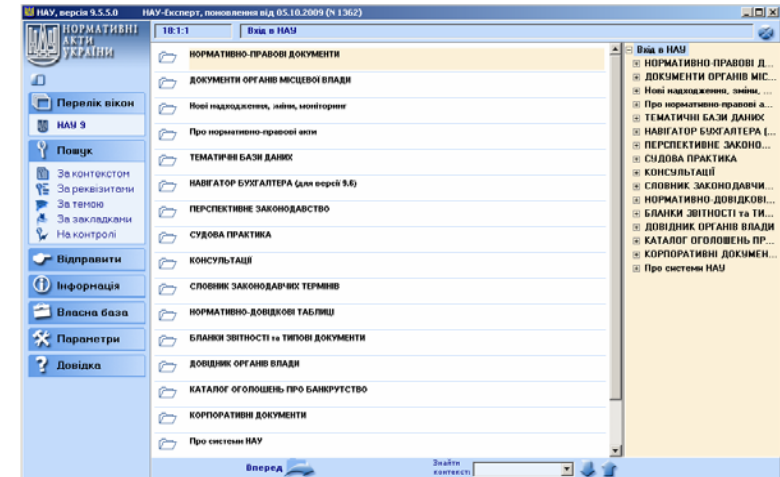 НАУ, версія 9.5.5.0 НАУ-Експерт, поновлення від 05.10.2009 (N 1362)
НОРМАТИВНІ
АКТИ
УКРАЇНИ
18:1:1 Вхід в НАУ
Перелік вікон
НАУ 9
Пошук
За контекстом
За реквізитами
За темою
За закладками
На контролі
Відправити
Інформація
Власна база
Параметри
Довідка
НОРМАТИВНО-ПРАВОВІ ДОКУМЕНТИ
ДОКУМЕНТИ ОРГАНІВ МІСЦЕВОЇ ВЛАДИ
Нові надходження, зміни, моніторинг
Про нормативно-правові акти
ТЕМАТИЧНІ БАЗИ ДАНИХ
НАВІГАТОР БУХГАЛТЕРА (для версії 9.6)
ПЕРСПЕКТИВНЕ ЗАКОНОДАВСТВО
СУДОВА ПРАКТИКА
КОНСУЛЬТАЦІЇ
СЛОВНИК ЗАКОНОДАВЧИХ ТЕРМІНІВ
НОРМАТИВНО-ДОВІДКОВІ ТАБЛИЦІ
БЛАНКИ ЗВІТНОСТІ та ТИПОВІ ДОКУМЕНТИ
ДОВІДНИК ОРГАНІВ ВЛАДИ
КАТАЛОГ ОГОЛОШЕНЬ ПРО БАНКРУТСТВО
КОРПОРАТИВНІ ДОКУМЕНТИ
Про системи НАУ
Вперед
Знайти
контекст:
Вхід в НАУ
НОРМАТИВНО-ПРАВОВІ Д...
ДОКУМЕНТИ ОРГАНІВ МІС...
Нові надходження, зміни, ...
Про нормативно-правові а...
ТЕМАТИЧНІ БАЗИ ДАНИХ
НАВІГАТОР БУХГАЛТЕРА (...
ПЕРСПЕКТИВНЕ ЗАКОНО...
СУДОВА ПРАКТИКА
КОНСУЛЬТАЦІЇ
СЛОВНИК ЗАКОНОДАВЧИ...
НОРМАТИВНО-ДОВІДКОВІ...
БЛАНКИ ЗВІТНОСТІ та ТИ...
ДОВІДНИК ОРГАНІВ ВЛАДИ
КАТАЛОГ ОГОЛОШЕНЬ ПР...
КОРПОРАТИВНІ ДОКУМЕН...
Про системи НАУ